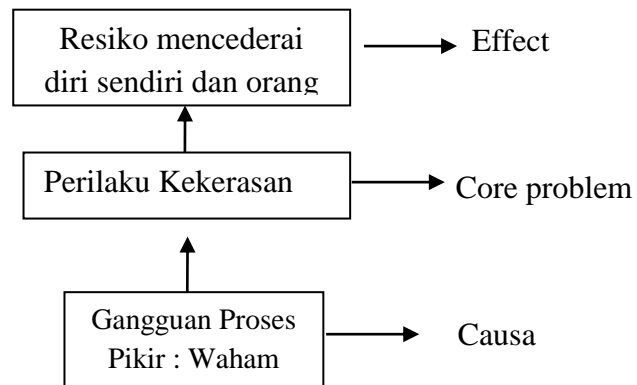 Resiko mencederai
diri sendiri dan orang
Effect
Perilaku Kekerasan
Core problem
Gangguan Proses
Pikir : Waham
Causa